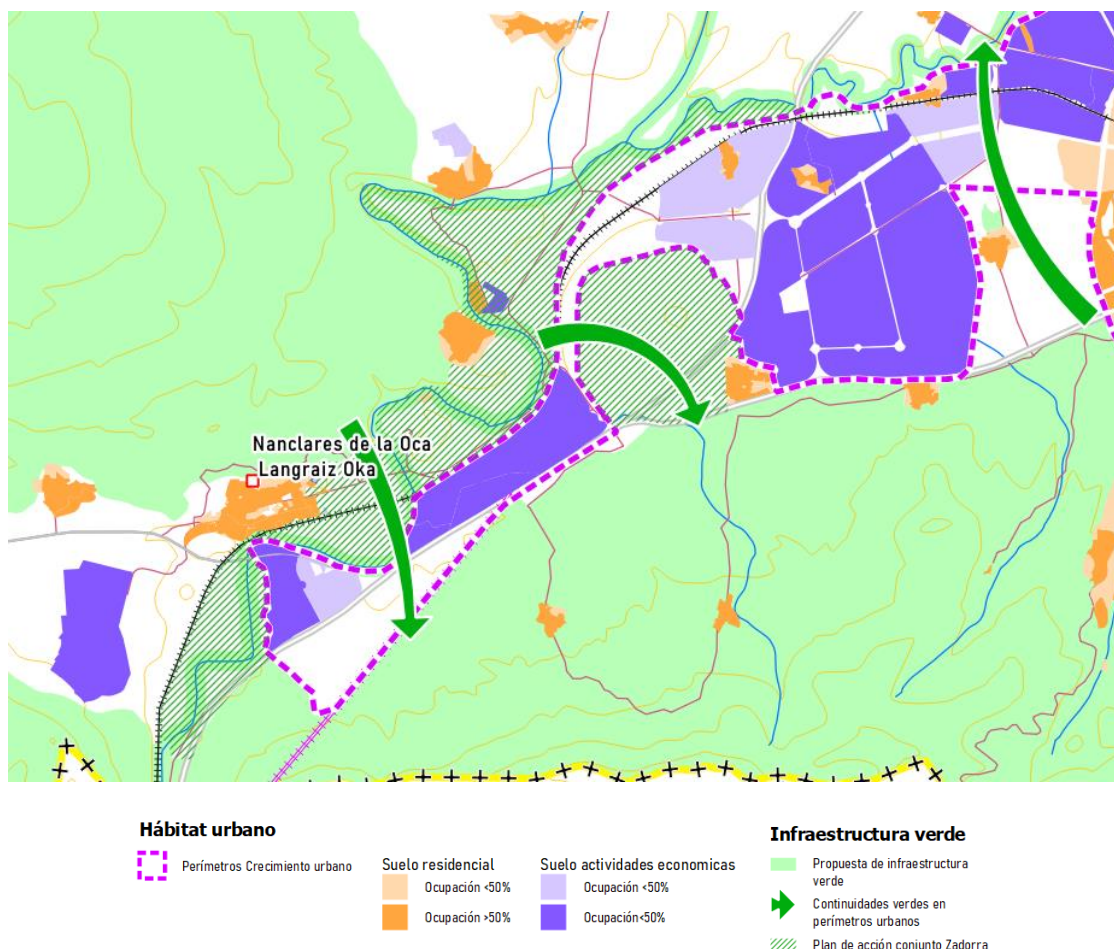 Nanclares de la Oca
Langraiz Oka
Hábitat urbano
Perímetros Crecimiento urbano
Suelo residencial
Ocupación <50%
Ocupación >50%
Suelo actividades economicas
Ocupación <50%
Ocupación<50%
Infraestructura verde
Propuesta de infraestructura
verde
Continuidades verdes en
perímetros urbanos
Plan de acción conjunto Zadorra